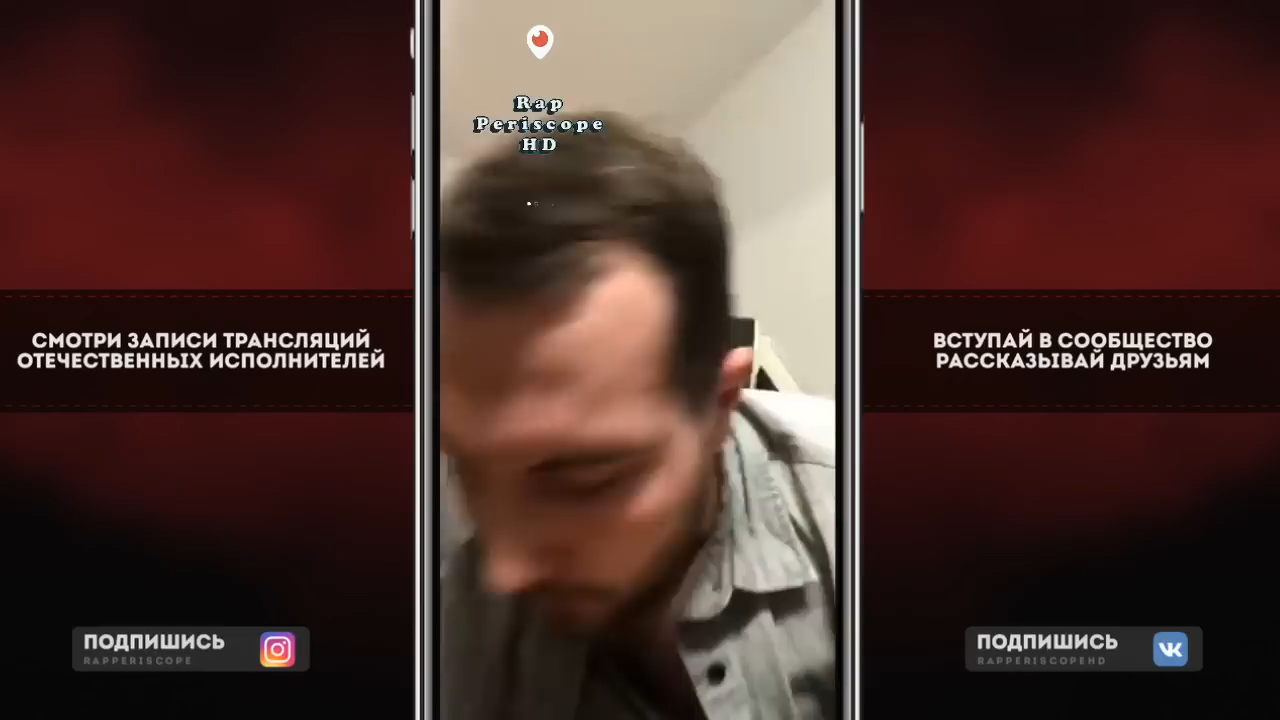 Rap
Periscope
HD
СМОТРИ ЗАПИСИ ТРАНСЛЯЦИЙ
ОТЕЧЕСТВЕННЫХ ИСПОЛНИТЕЛЕЙ
ВСТУПАЙ В СООБЩЕСТВО
РАССКАЗЫВАЙ ДРУЗЬЯМ
ПОДПИШИСЬ
RAPPERISCOPE
ПОДПИШИСЬ
RAPPERISCOPEHD